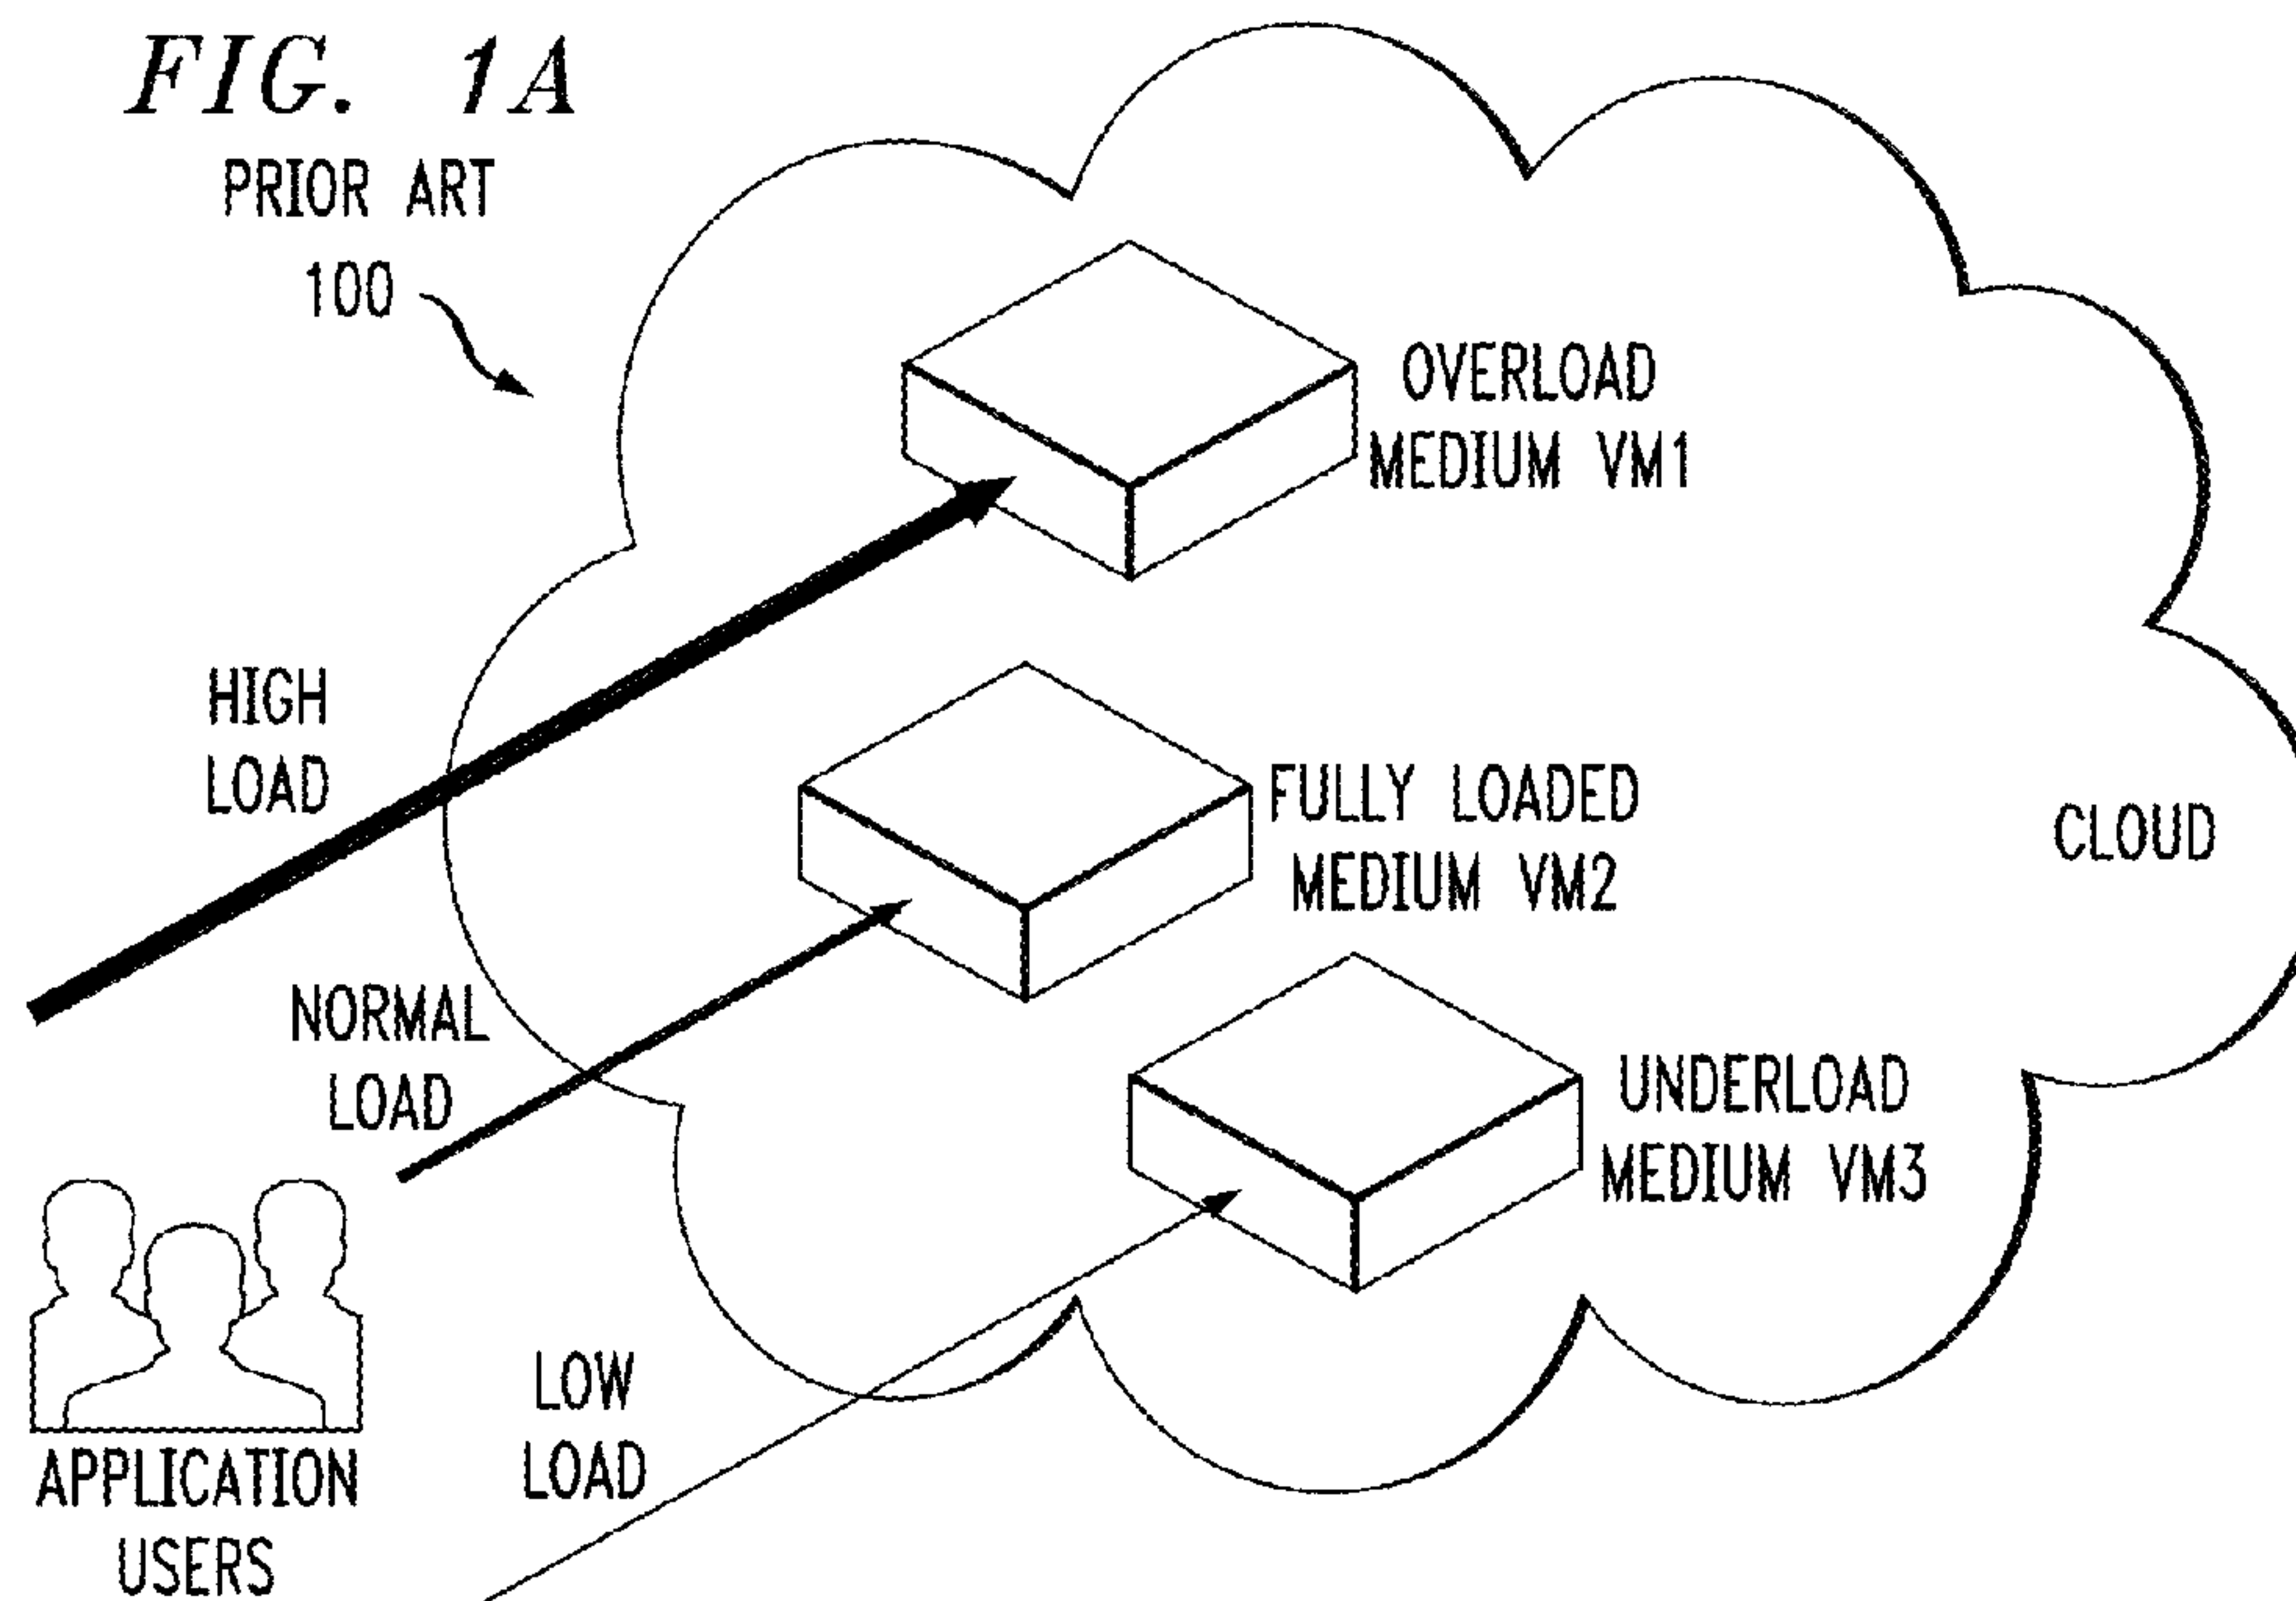 FIG. 1A
PRIOR ART
100
OVERLOAD
MEDIUM VM1
HIGH
LOAD
FULLY LOADED
MEDIUM VM2
CLOUD
NORMAL
LOAD
UNDERLOAD
MEDIUM VM3
LOW
LOAD
APPLICATION
USERS